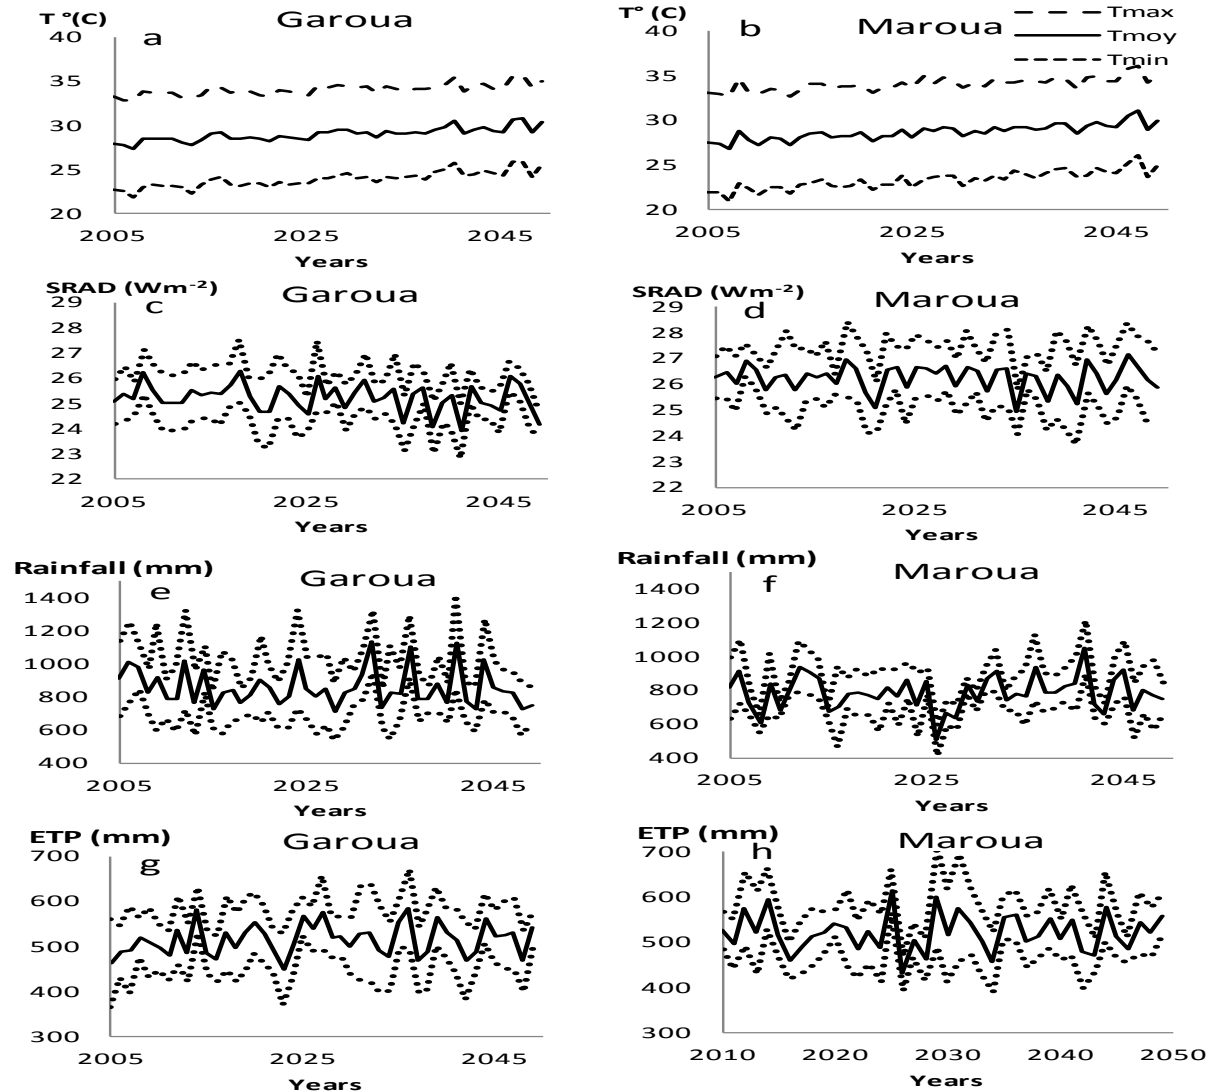 T °(C) Garoua
a
40
35
30
25
20
2005 2025 2045
Years
T° (C) Maroua
b
Tmax
Tmoy
Tmin
40
35
30
25
20
2005 2025 2045
Years
SRAD (Wm-2) Garoua
c
29
28
27
26
25
24
23
22
2005 2025 2045
Years
SRAD (Wm-2) Maroua
d
29
28
27
26
25
24
23
22
2005 2025 2045
Years
Rainfall (mm) Garoua
e
1400
1200
1000
800
600
400
2005 2025 2045
Years
Rainfall (mm) Maroua
f
1400
1200
1000
800
600
400
2005 2025 2045
Years
ETP (mm) Garoua
g
700
600
500
400
300
2005 2025 2045
Years
ETP (mm) Maroua
h
700
600
500
400
300
2010 2020 2030 2040 2050
Years